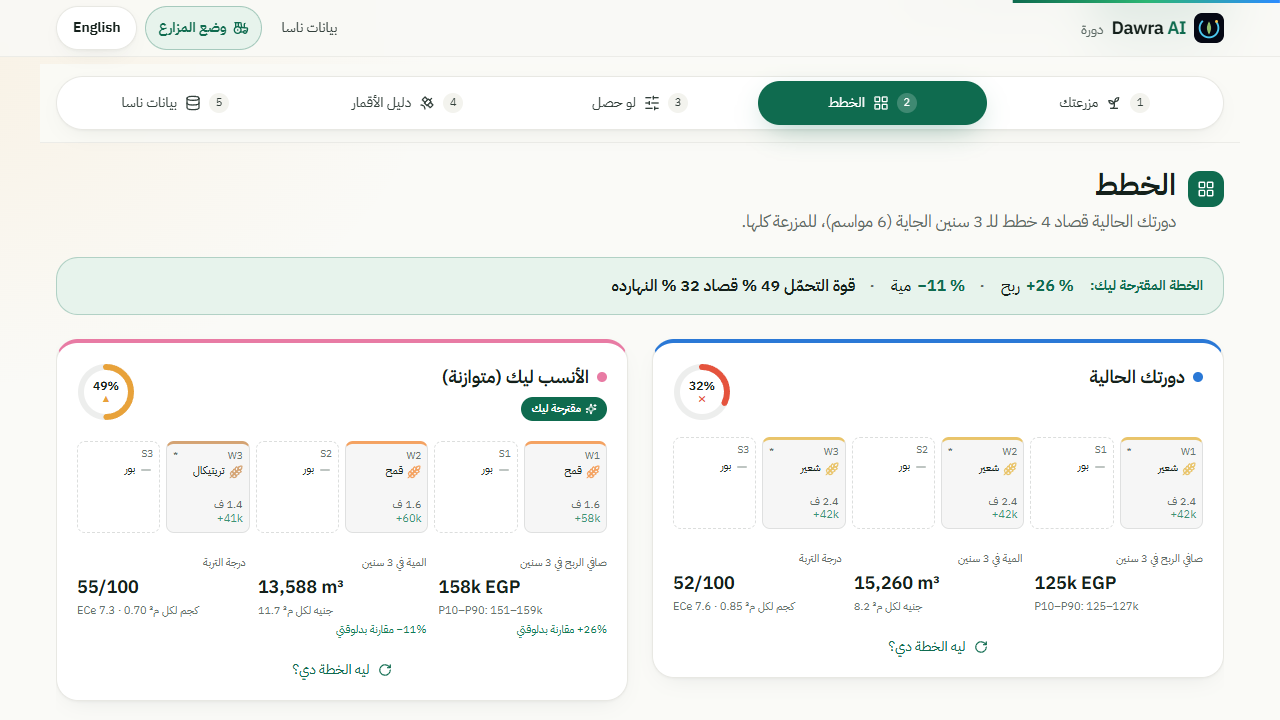 Dawra AI دورة
بيانات ناسا
وضع المزارع
English
1 مزرعتك
2 الخطط
3 لو حصل
4 دليل الأقمار
5 بيانات ناسا
الخطط
دورتك الحالية قصاد 4 خطط للـ 3 سنين الجاية (6 مواسم)، للمزرعة كلها.
الخطة المقترحة ليك: +26 % ربح · −11 % مية · قوة التحمّل 49 % قصاد 32 % النهارده
دورتك الحالية
32%
W1 *
شعير
2.4 ف
+42k
S1
— بور
W2 *
شعير
2.4 ف
+42k
S2
— بور
W3 *
شعير
2.4 ف
+42k
S3
— بور
صافي الربح في 3 سنين
125k EGP
P10–P90: 125–127k
المية في 3 سنين
15,260 m³
8.2 جنيه لكل م³
درجة التربة
52/100
ECe 7.6 · 0.85 كجم لكل م³
ليه الخطة دي؟
الأنسب ليك (متوازنة)
مقترحة ليك
49%
W1
قمح
1.6 ف
+58k
S1
— بور
W2
قمح
1.6 ف
+60k
S2
— بور
W3 *
تريتيكال
1.4 ف
+41k
S3
— بور
صافي الربح في 3 سنين
158k EGP
P10–P90: 151–159k
+26% مقارنة بدلوقتي
المية في 3 سنين
13,588 m³
11.7 جنيه لكل م³
−11% مقارنة بدلوقتي
درجة التربة
55/100
ECe 7.3 · 0.70 كجم لكل م³
ليه الخطة دي؟